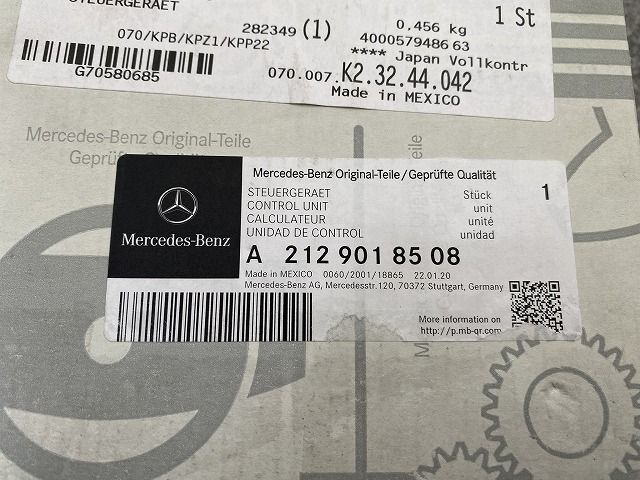 STEUERGERAET
0,456 kg
1 St
282349 (1)
4000579486 63
070/KPB/KPZ1/KPP22
**** Japan Vollkontr
G70580685
070.007. K2.32.44.042
Made in MEXICO
Mercedes-Benz Original-Teile
Geprüfte
Mercedes-Benz
Mercedes-Benz Original-Teile/Geprüfte Qualität
STEUERGERAET Stück 1
CONTROL UNIT unit
CALCULATEUR unité
UNIDAD DE CONTROL unidad
A 212 901 85 08
Made in MEXICO 0060/2001/18865 22.01.20
Mercedes-Benz AG, Mercedesstr.120, 70372 Stuttgart, Germany
More information on
http://p.mb-qr.com